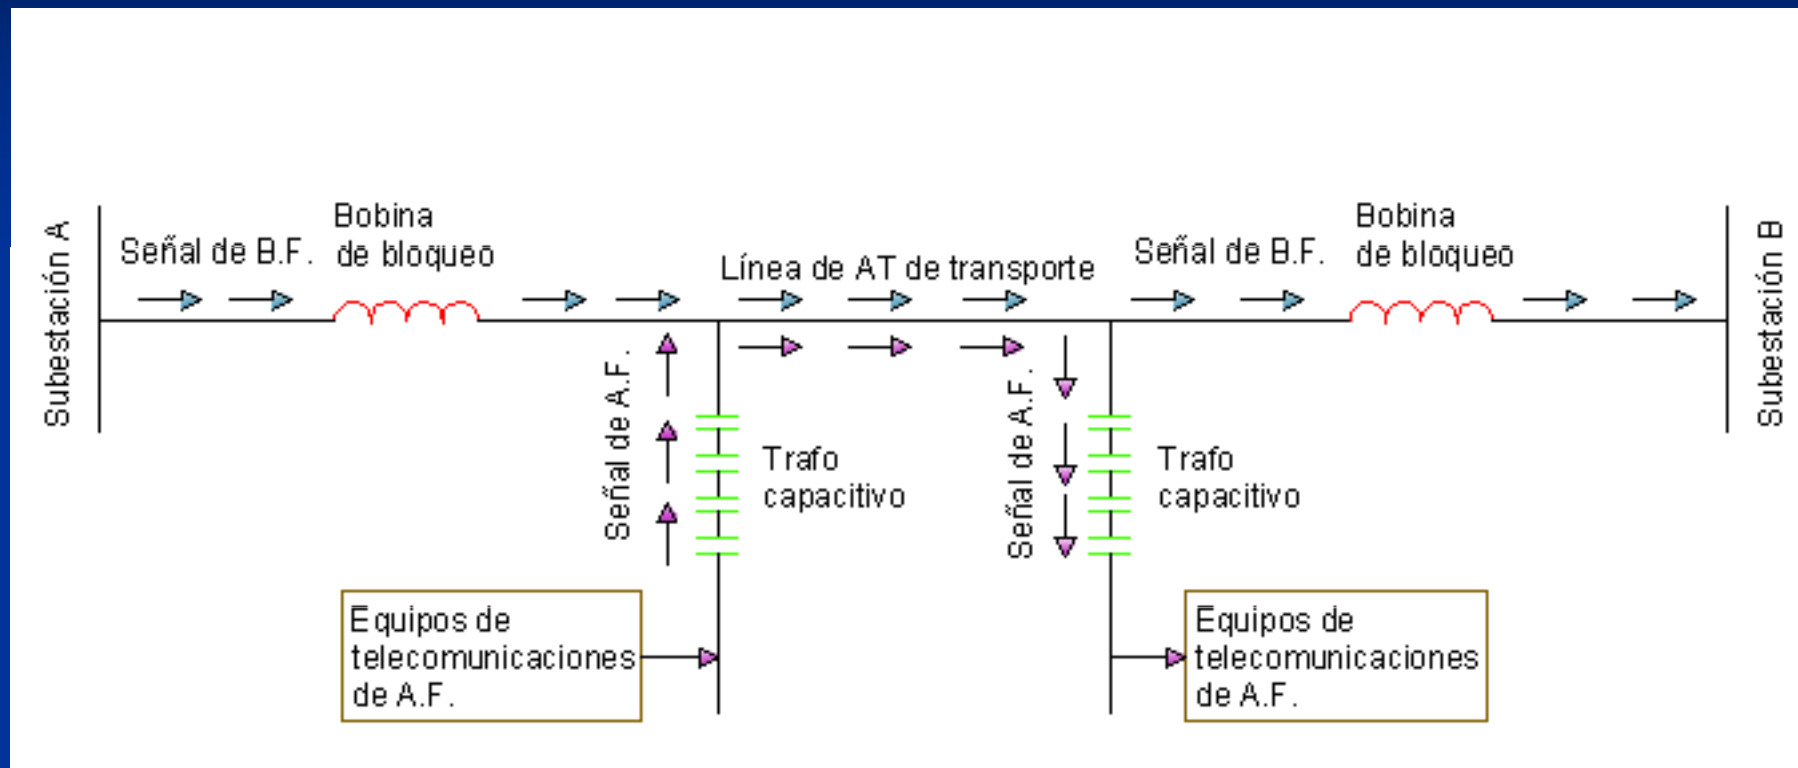 Subestación A
Señal de B.F.
Bobina
de bloqueo
Línea de AT de transporte
Señal de B.F.
Bobina
de bloqueo
Subestación B
Señal de A.F.
Trafo
capacitivo
Señal de A.F.
Trafo
capacitivo
Equipos de
telecomunicaciones
de A.F.
Equipos de
telecomunicaciones
de A.F.